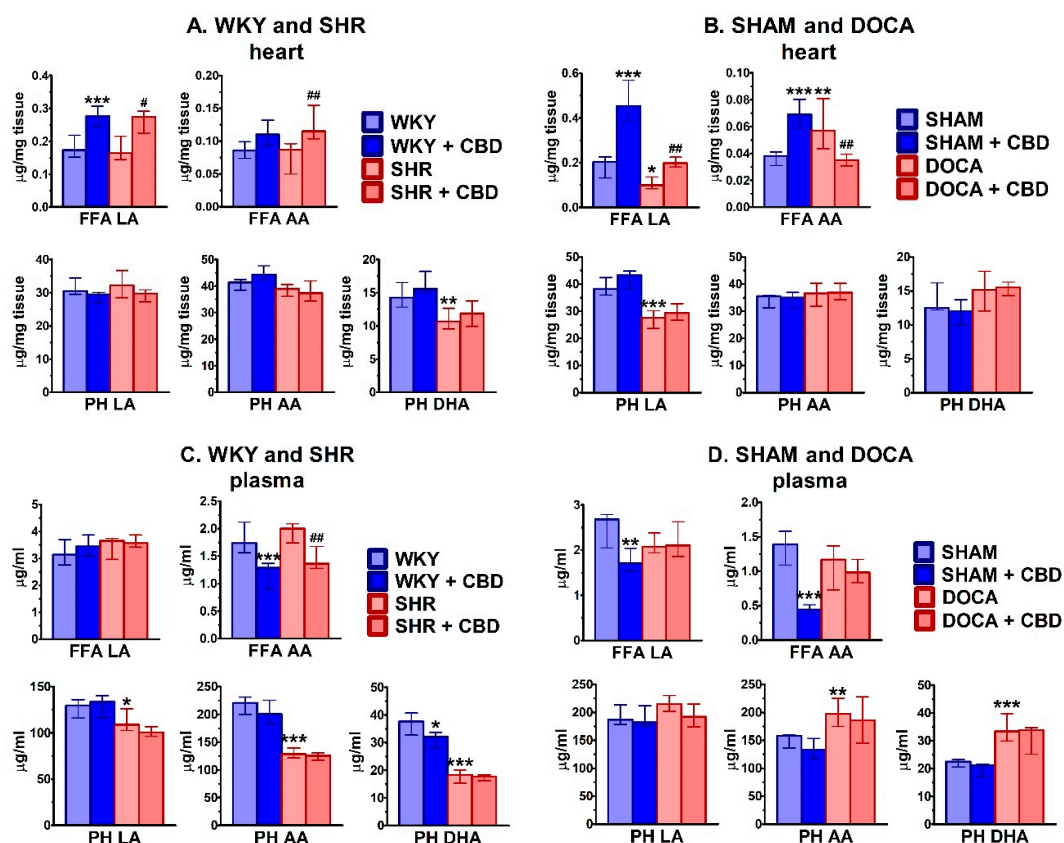 A. WKY and SHR
heart
µg/mg tissue
0.4
0.3
0.2
0.1
0.0
***
#
FFA LA
0.20
0.15
0.10
0.05
0.00
##
FFA AA
WKY
WKY + CBD
SHR
SHR + CBD
µg/mg tissue
40
30
20
10
0
PH LA
µg/mg tissue
50
40
30
20
10
0
PH AA
µg/mg tissue
20
15
10
5
0
**
PH DHA
B. SHAM and DOCA
heart
µg/mg tissue
0.6
0.4
0.2
0.0
***
*
##
FFA LA
0.10
0.08
0.06
0.04
0.02
0.00
***
**
##
FFA AA
SHAM
SHAM + CBD
DOCA
DOCA + CBD
µg/mg tissue
50
40
30
20
10
0
***
PH LA
µg/mg tissue
50
40
30
20
10
0
PH AA
µg/mg tissue
20
15
10
5
0
PH DHA
C. WKY and SHR
plasma
µg/ml
5
4
3
2
1
0
FFA LA
2.5
2.0
1.5
1.0
0.5
0.0
***
##
FFA AA
WKY
WKY + CBD
SHR
SHR + CBD
µg/ml
150
100
50
0
*
PH LA
µg/ml
250
200
150
100
50
0
***
PH AA
µg/ml
50
40
30
20
10
0
*
***
PH DHA
D. SHAM and DOCA
plasma
µg/ml
3
2
1
0
**
FFA LA
µg/ml
2.0
1.5
1.0
0.5
0.0
***
FFA AA
SHAM
SHAM + CBD
DOCA
DOCA + CBD
µg/ml
250
200
150
100
50
0
PH LA
µg/ml
250
200
150
100
50
0
**
PH AA
µg/ml
50
40
30
20
10
0
***
PH DHA